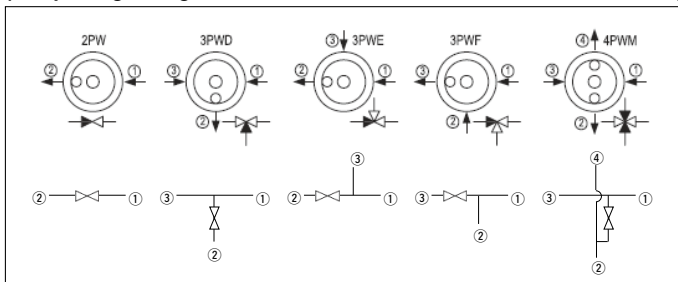 2PW 3PWD 3PWE 3PWF 4PWM
③ ④
② ① ③ ① ② ① ③ ① ③ ①
② ② ②
④
③
② ① ③ ① ② ① ③ ① ③ ①
② ② ②